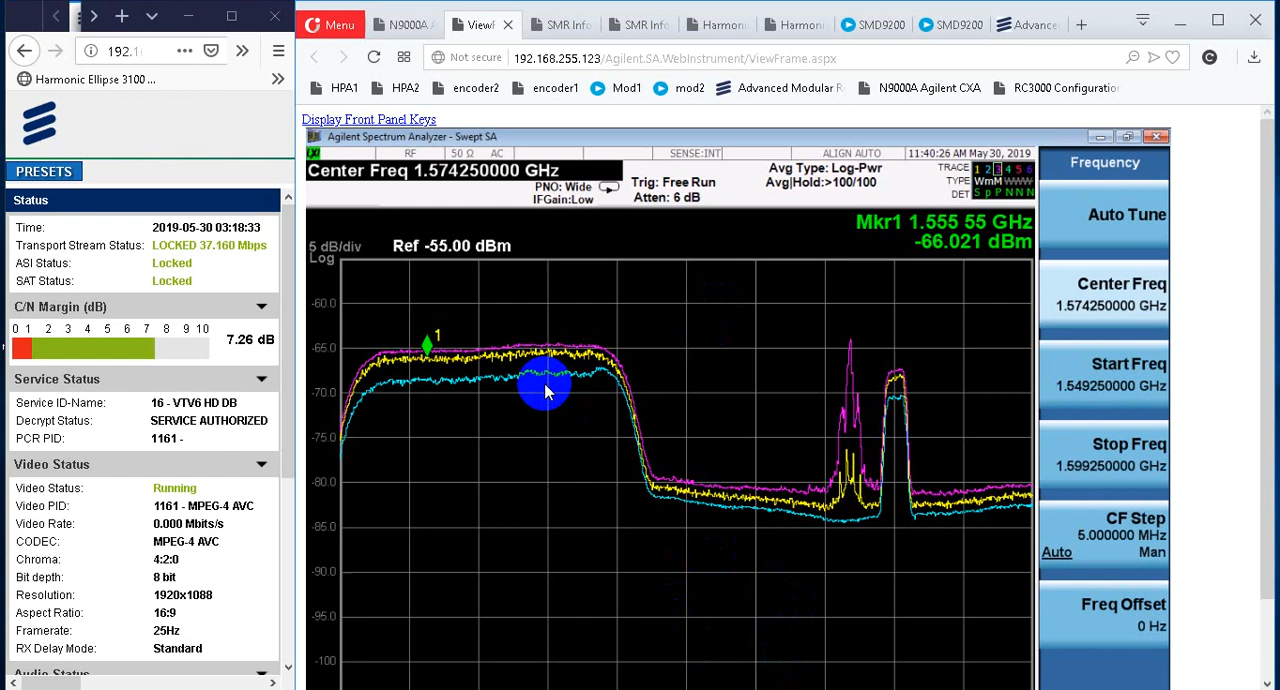 192.1
•••
Harmonic Ellipse 3100 ...
PRESETS
Status
Time: 2019-05-30 03:18:33
Transport Stream Status: LOCKED 37.160 Mbps
ASI Status: Locked
SAT Status: Locked
C/N Margin (dB)
0 1 2 3 4 5 6 7 8 9 10
7.26 dB
Service Status
Service ID-Name: 16 - VTV6 HD DB
Decrypt Status: SERVICE AUTHORIZED
PCR PID: 1161 -
Video Status
Video Status: Running
Video PID: 1161 - MPEG-4 AVC
Video Rate: 0.000 Mbits/s
CODEC: MPEG-4 AVC
Chroma: 4:2:0
Bit depth: 8 bit
Resolution: 1920x1088
Aspect Ratio: 16:9
Framerate: 25Hz
RX Delay Mode: Standard
Audio Status
Menu
N9000A A
ViewF
SMR Info
SMR Info
Harmoni
Harmoni
SMD9200
SMD9200
Advance
Not secure 192.168.255.123/Agilent.SA.WebInstrument/ViewFrame.aspx
HPA1 HPA2 encoder2 encoder1 Mod1 mod2 Advanced Modular R N9000A Agilent CXA RC3000 Configuration
Display Front Panel Keys
Agilent Spectrum Analyzer - Swept SA
RF 50 Ω AC SENSE:INT ALIGN AUTO 11:40:26 AM May 30, 2019
Center Freq 1.574250000 GHz
PNO: Wide
IFGain:Low
Trig: Free Run
Atten: 6 dB
Avg Type: Log-Pwr
Avg|Hold:>100/100
TRACE 1 2 3 4 5 6
TYPE WWMWWW
DET S p P N N N
Mkr1 1.555 55 GHz
-66.021 dBm
5 dB/div Ref -55.00 dBm
Log
1
-60.0
-65.0
-70.0
-75.0
-80.0
-85.0
-90.0
-95.0
-100
Frequency
Auto Tune
Center Freq
1.574250000 GHz
Start Freq
1.549250000 GHz
Stop Freq
1.599250000 GHz
CF Step
5.000000 MHz
Auto Man
Freq Offset
0 Hz